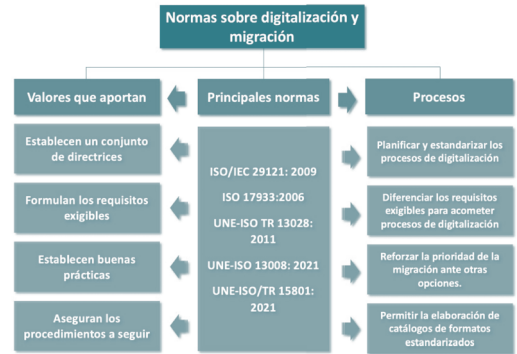 Normas sobre digitalización y
migración
Valores que aportan
Principales normas
Procesos
Establecen un conjunto
de directrices
Formulan los requisitos
exigibles
Establecen buenas
prácticas
Aseguran los
procedimientos a seguir
ISO/IEC 29121: 2009
ISO 17933:2006
UNE-ISO TR 13028:
2011
UNE-ISO 13008: 2021
UNE-ISO/TR 15801:
2021
Planificar y estandarizar los
procesos de digitalización
Diferenciar los requisitos
exigibles para acometer
procesos de digitalización
Reforzar la prioridad de la
migración ante otras
opciones.
Permitir la elaboración de
catálogos de formatos
estandarizados